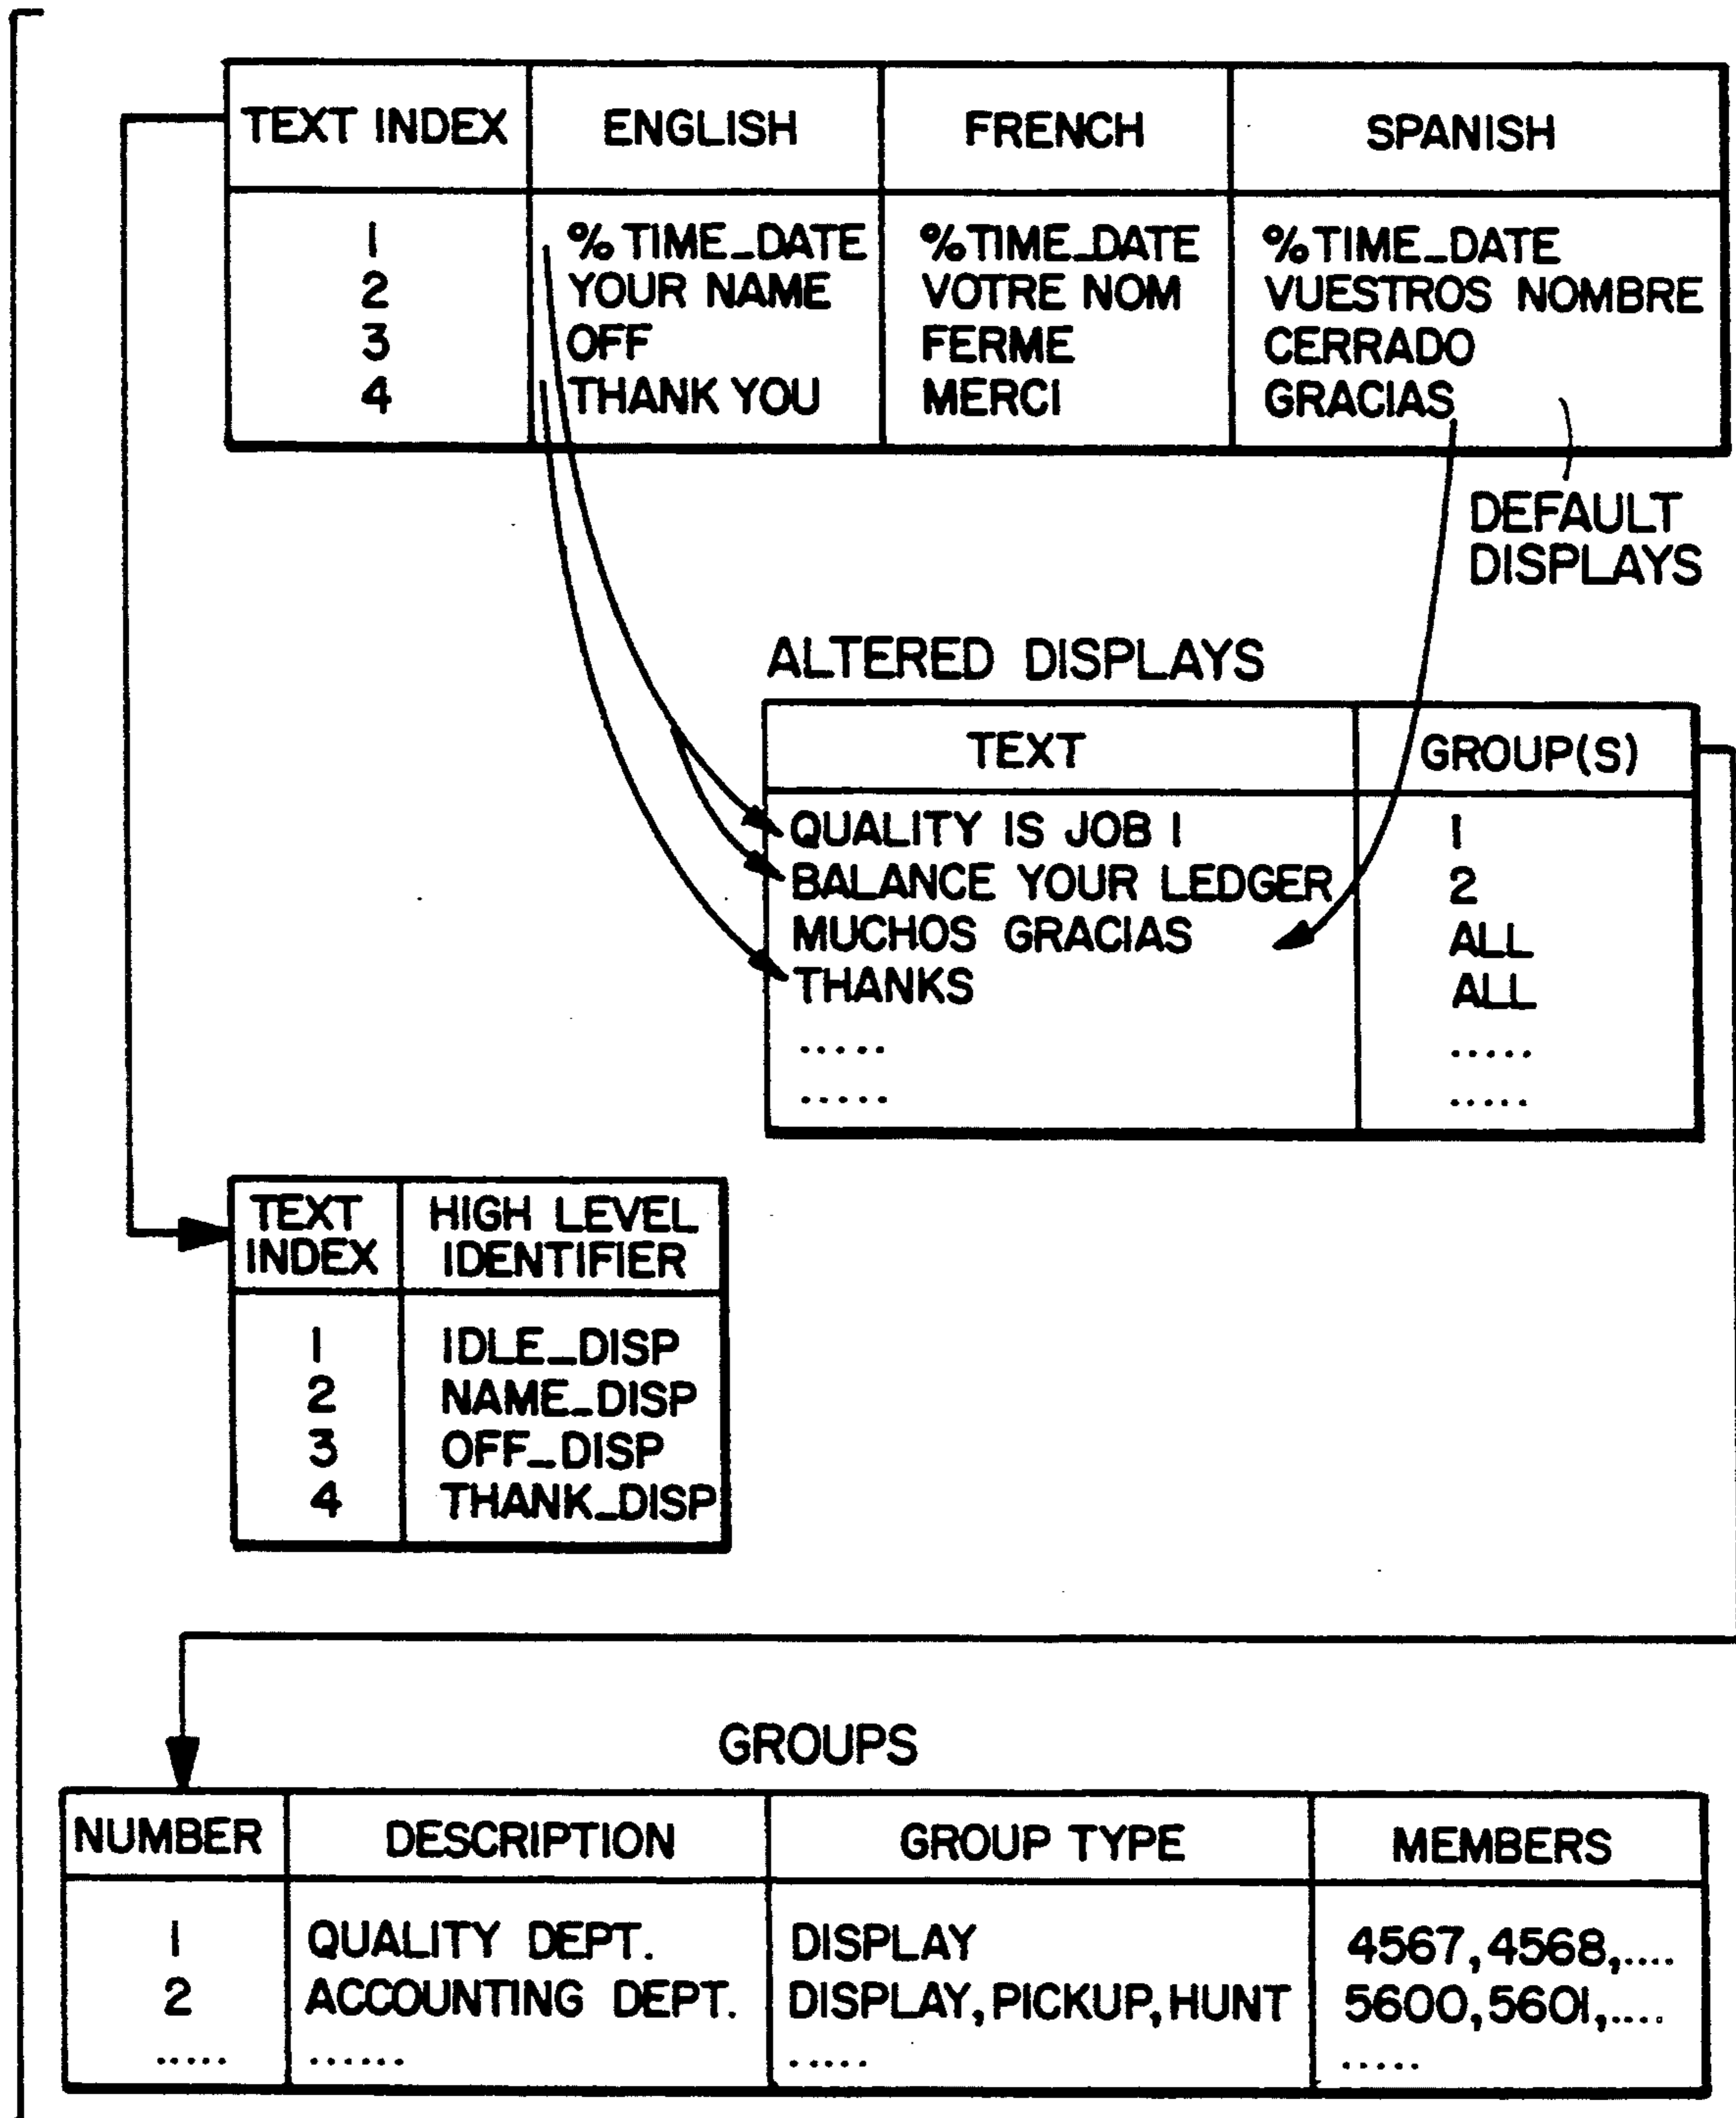 TEXT INDEX ENGLISH FRENCH SPANISH
1 %TIME_DATE %TIME_DATE %TIME_DATE
2 YOUR NAME VOTRE NOM VUESTROS NOMBRE
3 OFF FERME CERRADO
4 THANK YOU MERCI GRACIAS
DEFAULT
DISPLAYS
ALTERED DISPLAYS
TEXT GROUP(S)
QUALITY IS JOB 1 1
BALANCE YOUR LEDGER 2
MUCHOS GRACIAS ALL
THANKS ALL
..... .....
..... .....
TEXT INDEX HIGH LEVEL IDENTIFIER
1 IDLE_DISP
2 NAME_DISP
3 OFF_DISP
4 THANK_DISP
GROUPS
NUMBER DESCRIPTION GROUP TYPE MEMBERS
1 QUALITY DEPT. DISPLAY 4567,4568,....
2 ACCOUNTING DEPT. DISPLAY,PICKUP,HUNT 5600,5601,....
..... ...... ..... .....